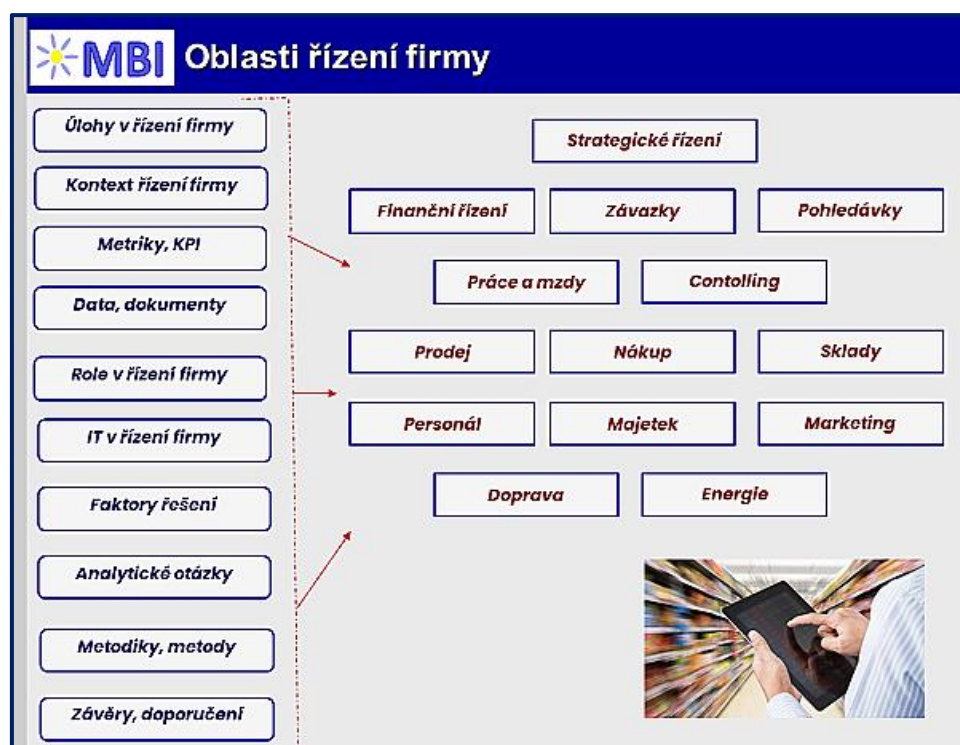 MBI Oblasti řízení firmy
Úlohy v řízení firmy
Kontext řízení firmy
Metriky, KPI
Data, dokumenty
Role v řízení firmy
IT v řízení firmy
Faktory řešení
Analytické otázky
Metodiky, metody
Závěry, doporučení
Strategické řízení
Finanční řízení
Závazky
Pohledávky
Práce a mzdy
Contolling
Prodej
Nákup
Sklady
Personál
Majetek
Marketing
Doprava
Energie